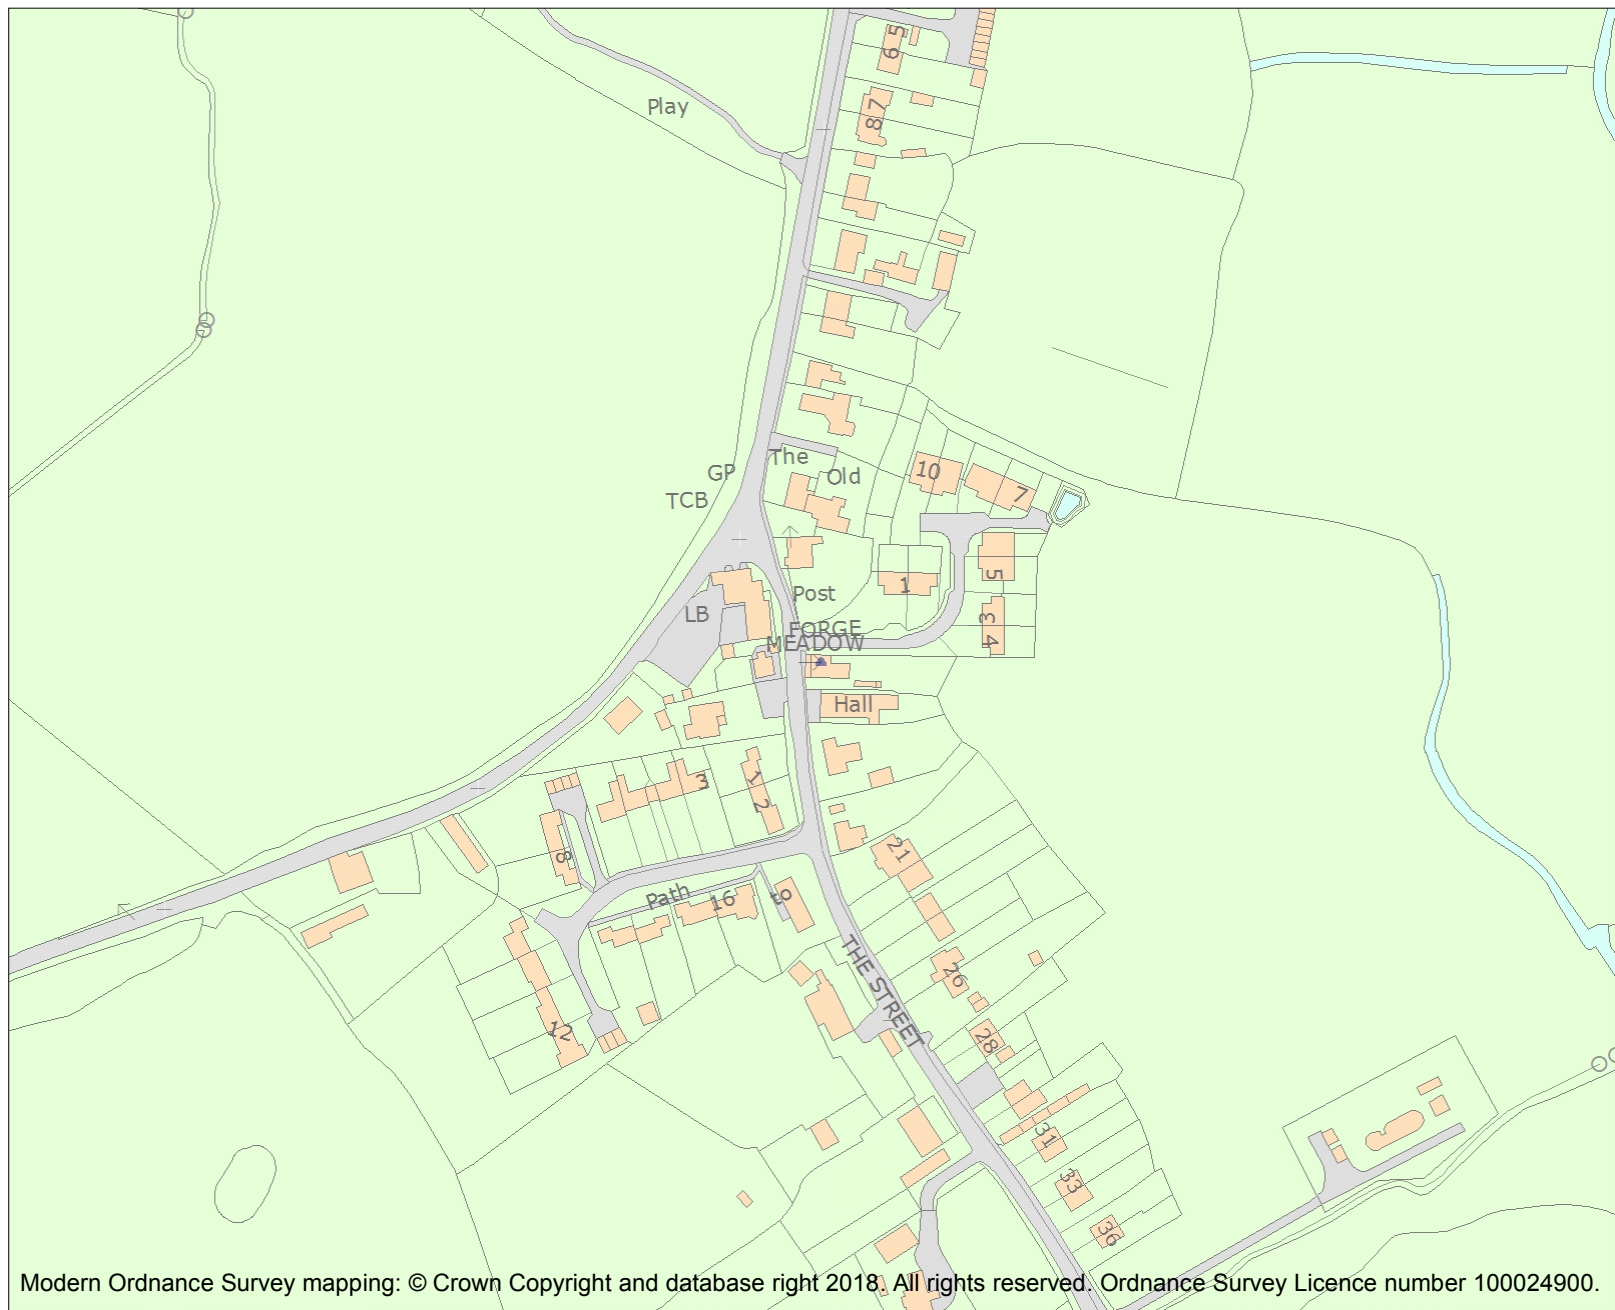 6 5
Play
8 7
GP
The
Old
TCB
10
7
5
1
Post
LB
FORGE
MEADOW
3 4
Hall
1
3
2
21
8
Path
16
9
THE STREET
26
12
28
31
33
36
Modern Ordnance Survey mapping: © Crown Copyright and database right 2018. All rights reserved. Ordnance Survey Licence number 100024900.